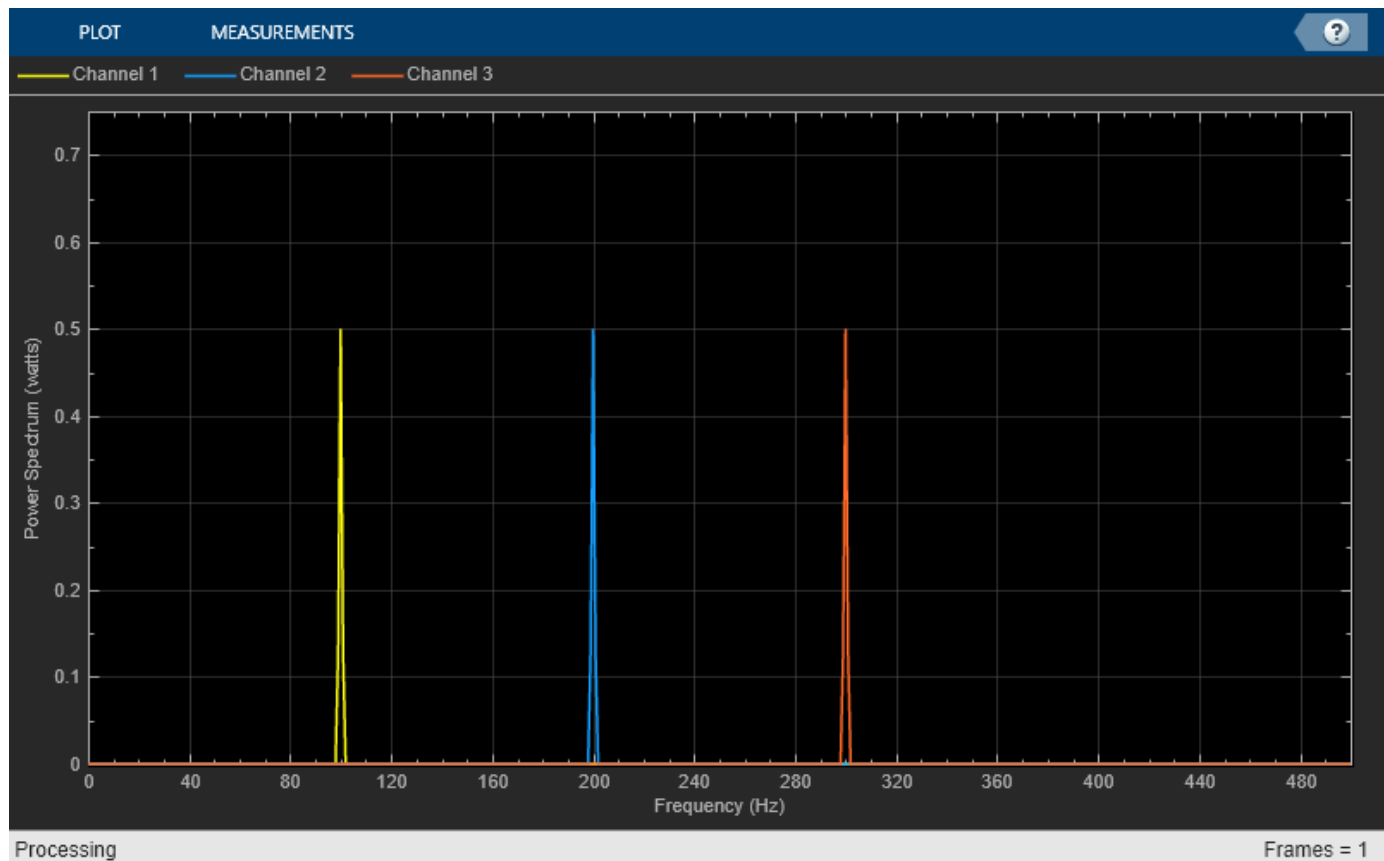 PLOT MEASUREMENTS ?
Channel 1 Channel 2 Channel 3
0.7
0.6
0.5
0.4
0.3
0.2
0.1
0
Power Spectrum (watts)
0 40 80 120 160 200 240 280 320 360 400 440 480
Frequency (Hz)
Processing Frames = 1